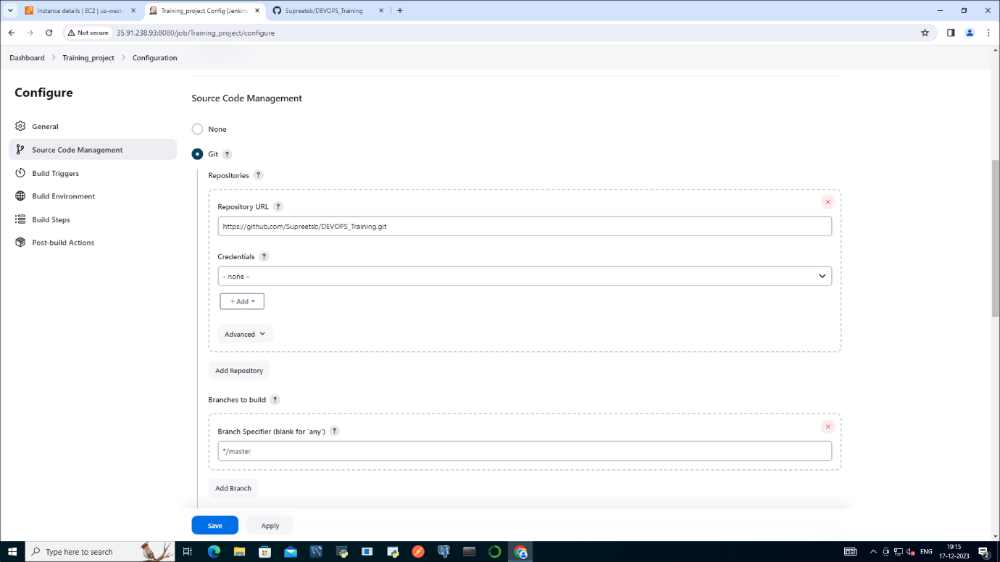 Instance details | EC2 | us-west-
Training_project Config [Jenkins
Supreetsb/DEVOPS_Training
Not secure
35.91.238.93:8080/job/Training_project/configure
Dashboard
Training_project
Configuration
Configure
General
Source Code Management
Build Triggers
Build Environment
Build Steps
Post-build Actions
Source Code Management
None
Git ?
Repositories ?
Repository URL ?
https://github.com/Supreetsb/DEVOPS_Training.git
Credentials ?
- none -
+ Add
Advanced
Add Repository
Branches to build ?
Branch Specifier (blank for 'any') ?
*/master
Add Branch
Save
Apply
Type here to search
ENG
19:15
17-12-2023
2